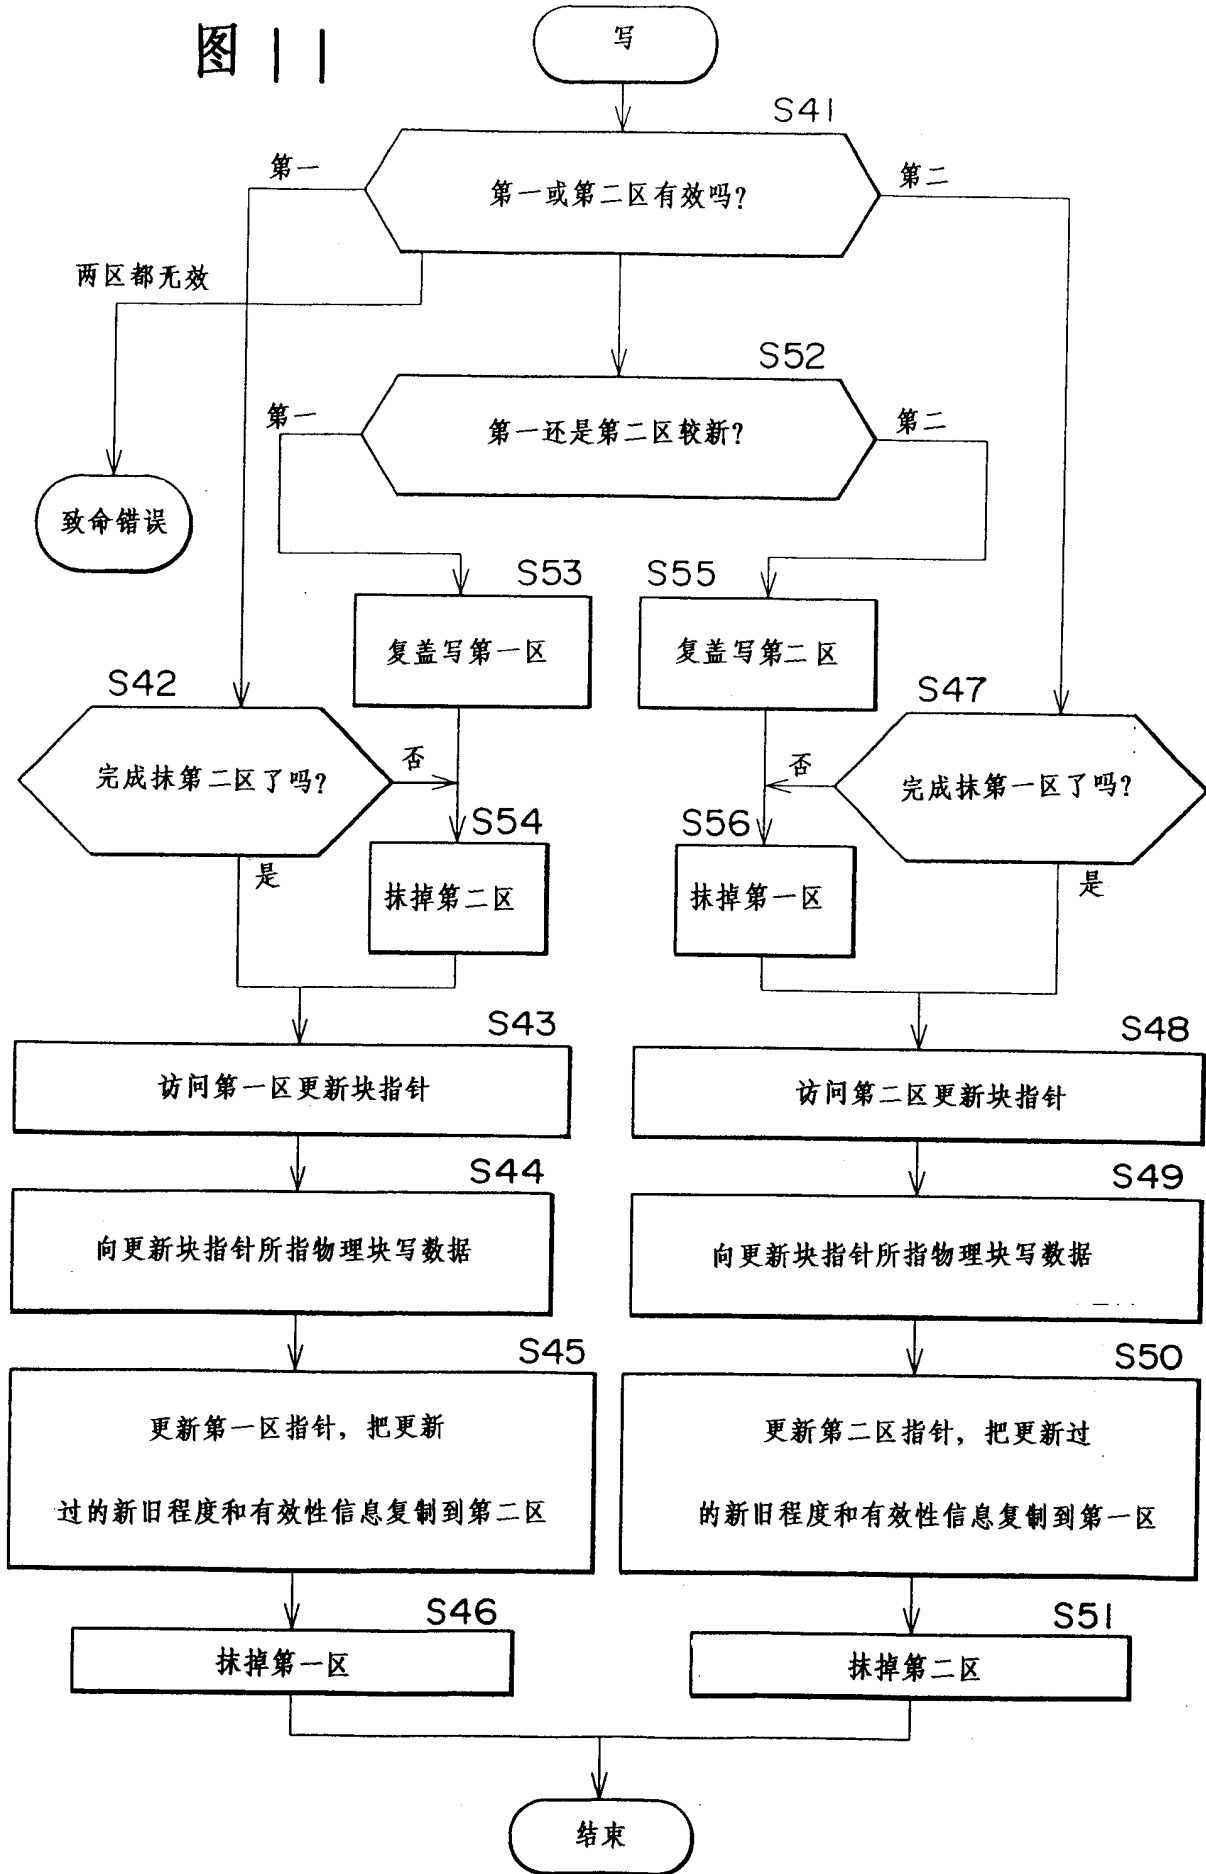 图 11
写
S41
第一
第一或第二区有效吗?
第二
两区都无效
S52
第一
第一还是第二区较新?
第二
致命错误
S53
S55
复盖写第一区
复盖写第二区
S42
S47
完成抹第二区了吗?
否
否
完成抹第一区了吗?
S54
S56
是
抹掉第二区
抹掉第一区
是
S43
S48
访问第一区更新块指针
访问第二区更新块指针
S44
S49
向更新块指针所指物理块写数据
向更新块指针所指物理块写数据
S45
S50
更新第一区指针，把更新
过的新旧程度和有效性信息复制到第二区
更新第二区指针，把更新过
的新旧程度和有效性信息复制到第一区
S46
S51
抹掉第一区
抹掉第二区
结束